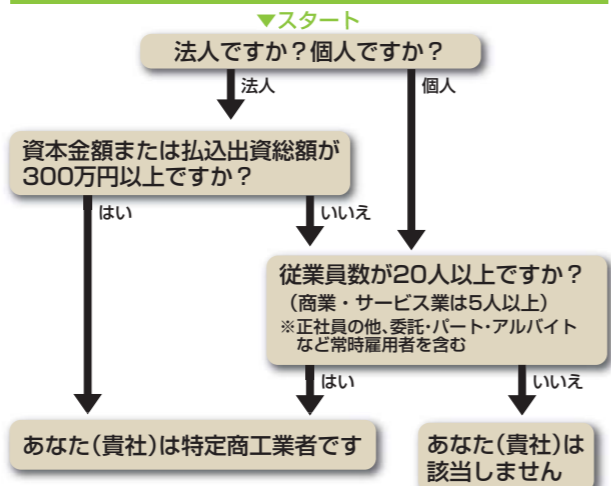 ▼スタート
法人ですか？個人ですか？
法人
個人
資本金額または払込出資総額が
300万円以上ですか？
はい
いいえ
従業員数が20人以上ですか？
（商業・サービス業は5人以上）
※正社員の他、委託・パート・アルバイト
など常時雇用者を含む
はい
いいえ
あなた（貴社）は特定商工業者です
あなた（貴社）は
該当しません